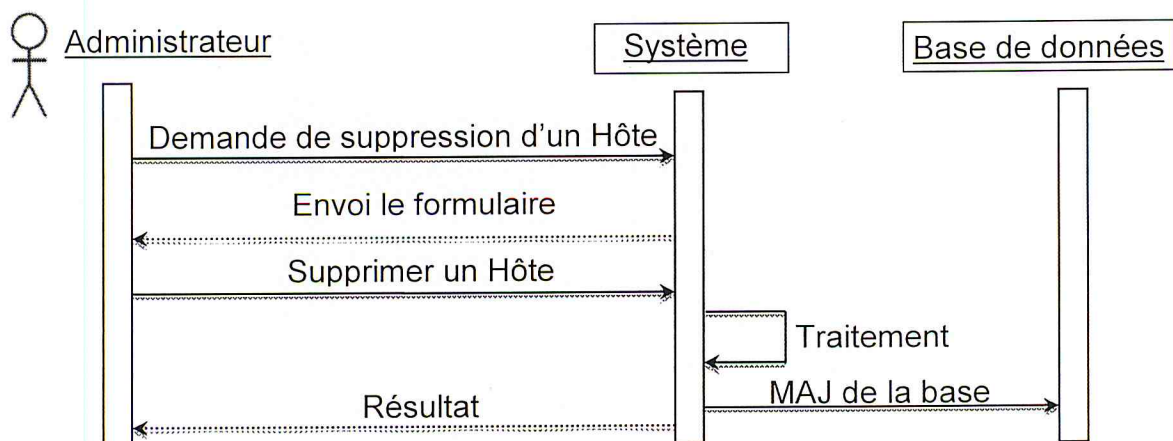 Administrateur
Système
Base de données
Demande de suppression d'un Hôte
Envoi le formulaire
Supprimer un Hôte
Traitement
MAJ de la base
Résultat